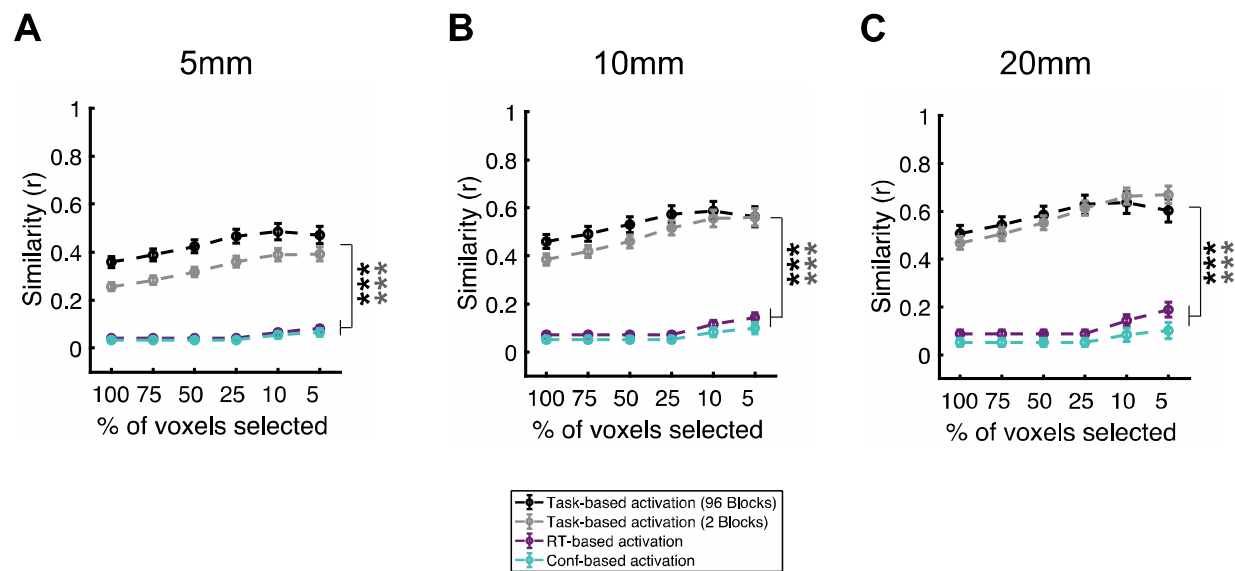 A
5mm
1
0.8
0.6
0.4
0.2
0
Similarity (r)
***
***
100 75 50 25 10 5
% of voxels selected
B
10mm
1
0.8
0.6
0.4
0.2
0
Similarity (r)
***
***
100 75 50 25 10 5
% of voxels selected
C
20mm
1
0.8
0.6
0.4
0.2
0
Similarity (r)
***
***
100 75 50 25 10 5
% of voxels selected
Task-based activation (96 Blocks)
Task-based activation (2 Blocks)
RT-based activation
Conf-based activation